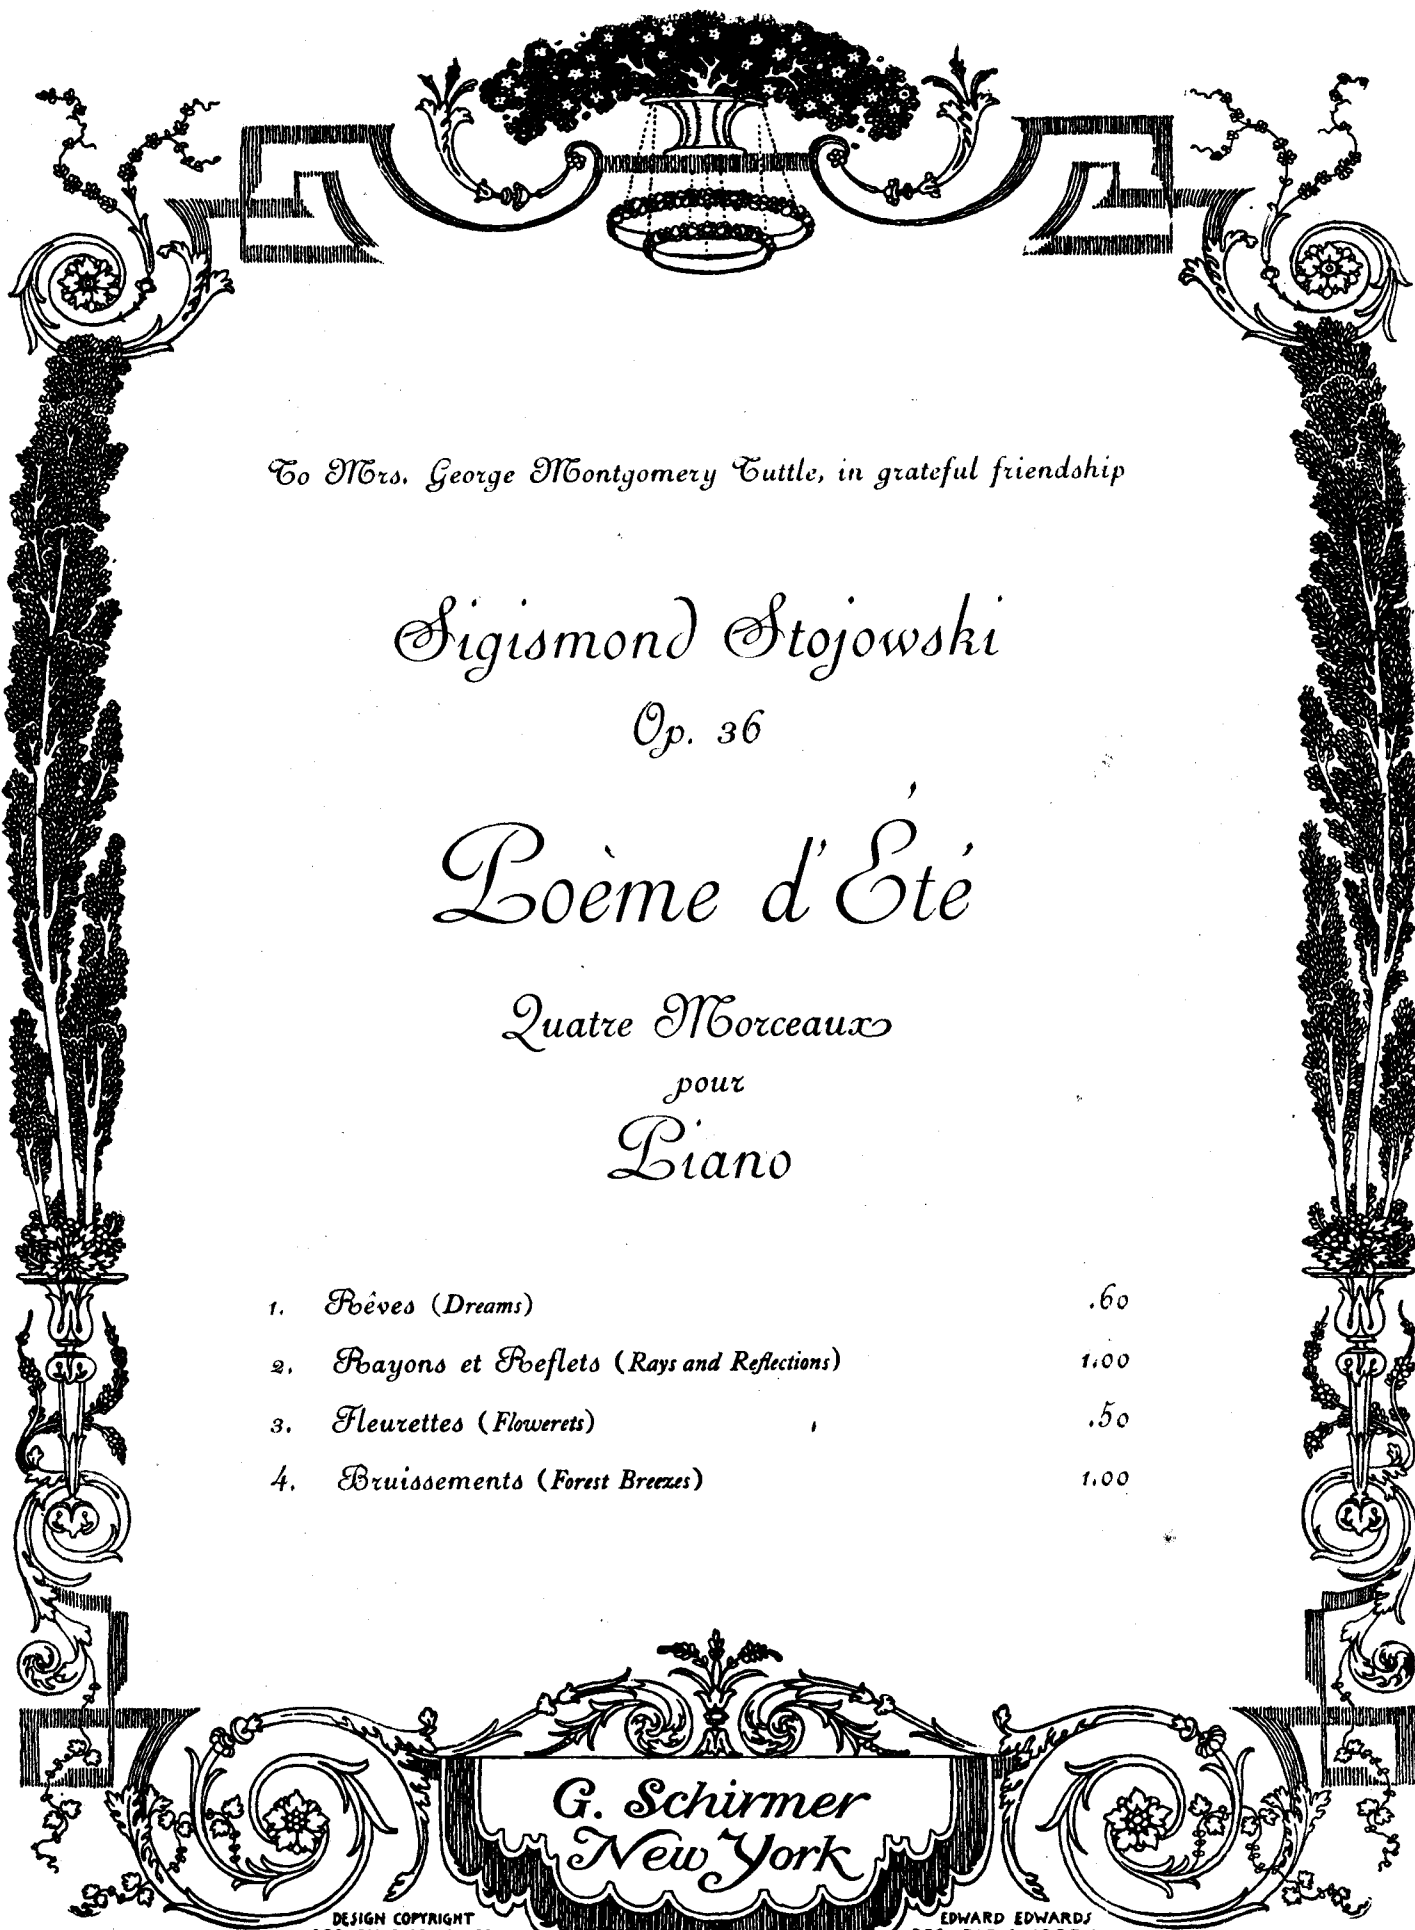 To Mrs. George Montgomery Tuttle, in grateful friendship
Sigismond Stojowski
Op. 36
Poème d'Été
Quatre Morceaux
pour
Piano
1. Rêves (Dreams) .60
2. Rayons et Reflets (Rays and Reflections) 1.00
3. Fleurettes (Flowerets) .50
4. Bruissements (Forest Breezes) 1.00
G. Schirmer
New York
DESIGN COPYRIGHT
EDWARD EDWARDS